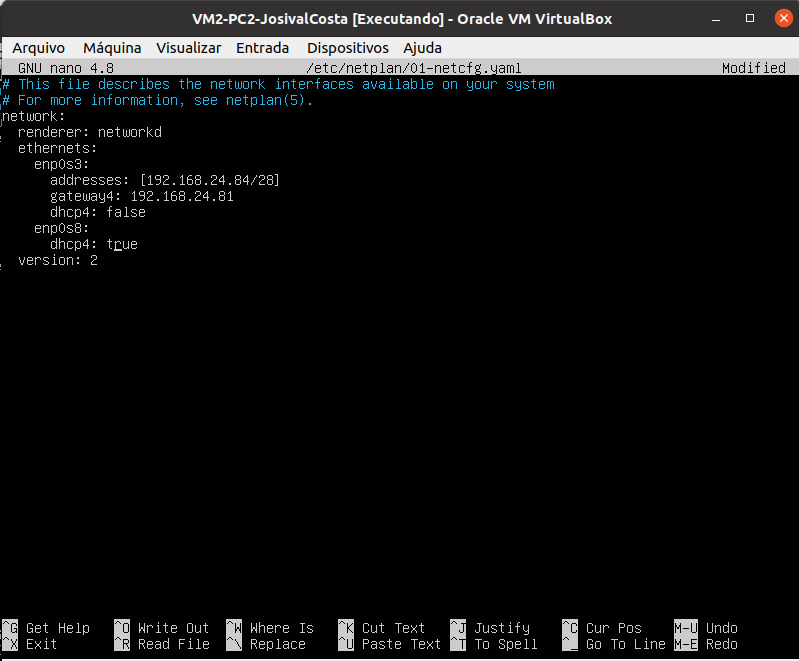 VM2-PC2-JosivalCosta [Executando] - Oracle VM VirtualBox
Arquivo Máquina Visualizar Entrada Dispositivos Ajuda
GNU nano 4.8 /etc/netplan/01-netcfg.yaml Modified
# This file describes the network interfaces available on your system
# For more information, see netplan(5).
network:
  renderer: networkd
  ethernets:
    enp0s3:
      addresses: [192.168.24.84/28]
      gateway4: 192.168.24.81
      dhcp4: false
    enp0s8:
      dhcp4: true
  version: 2
^G Get Help ^O Write Out ^W Where Is ^K Cut Text ^J Justify ^C Cur Pos M-U Undo
^X Exit ^R Read File ^\ Replace ^U Paste Text ^T To Spell ^_ Go To Line M-E Redo